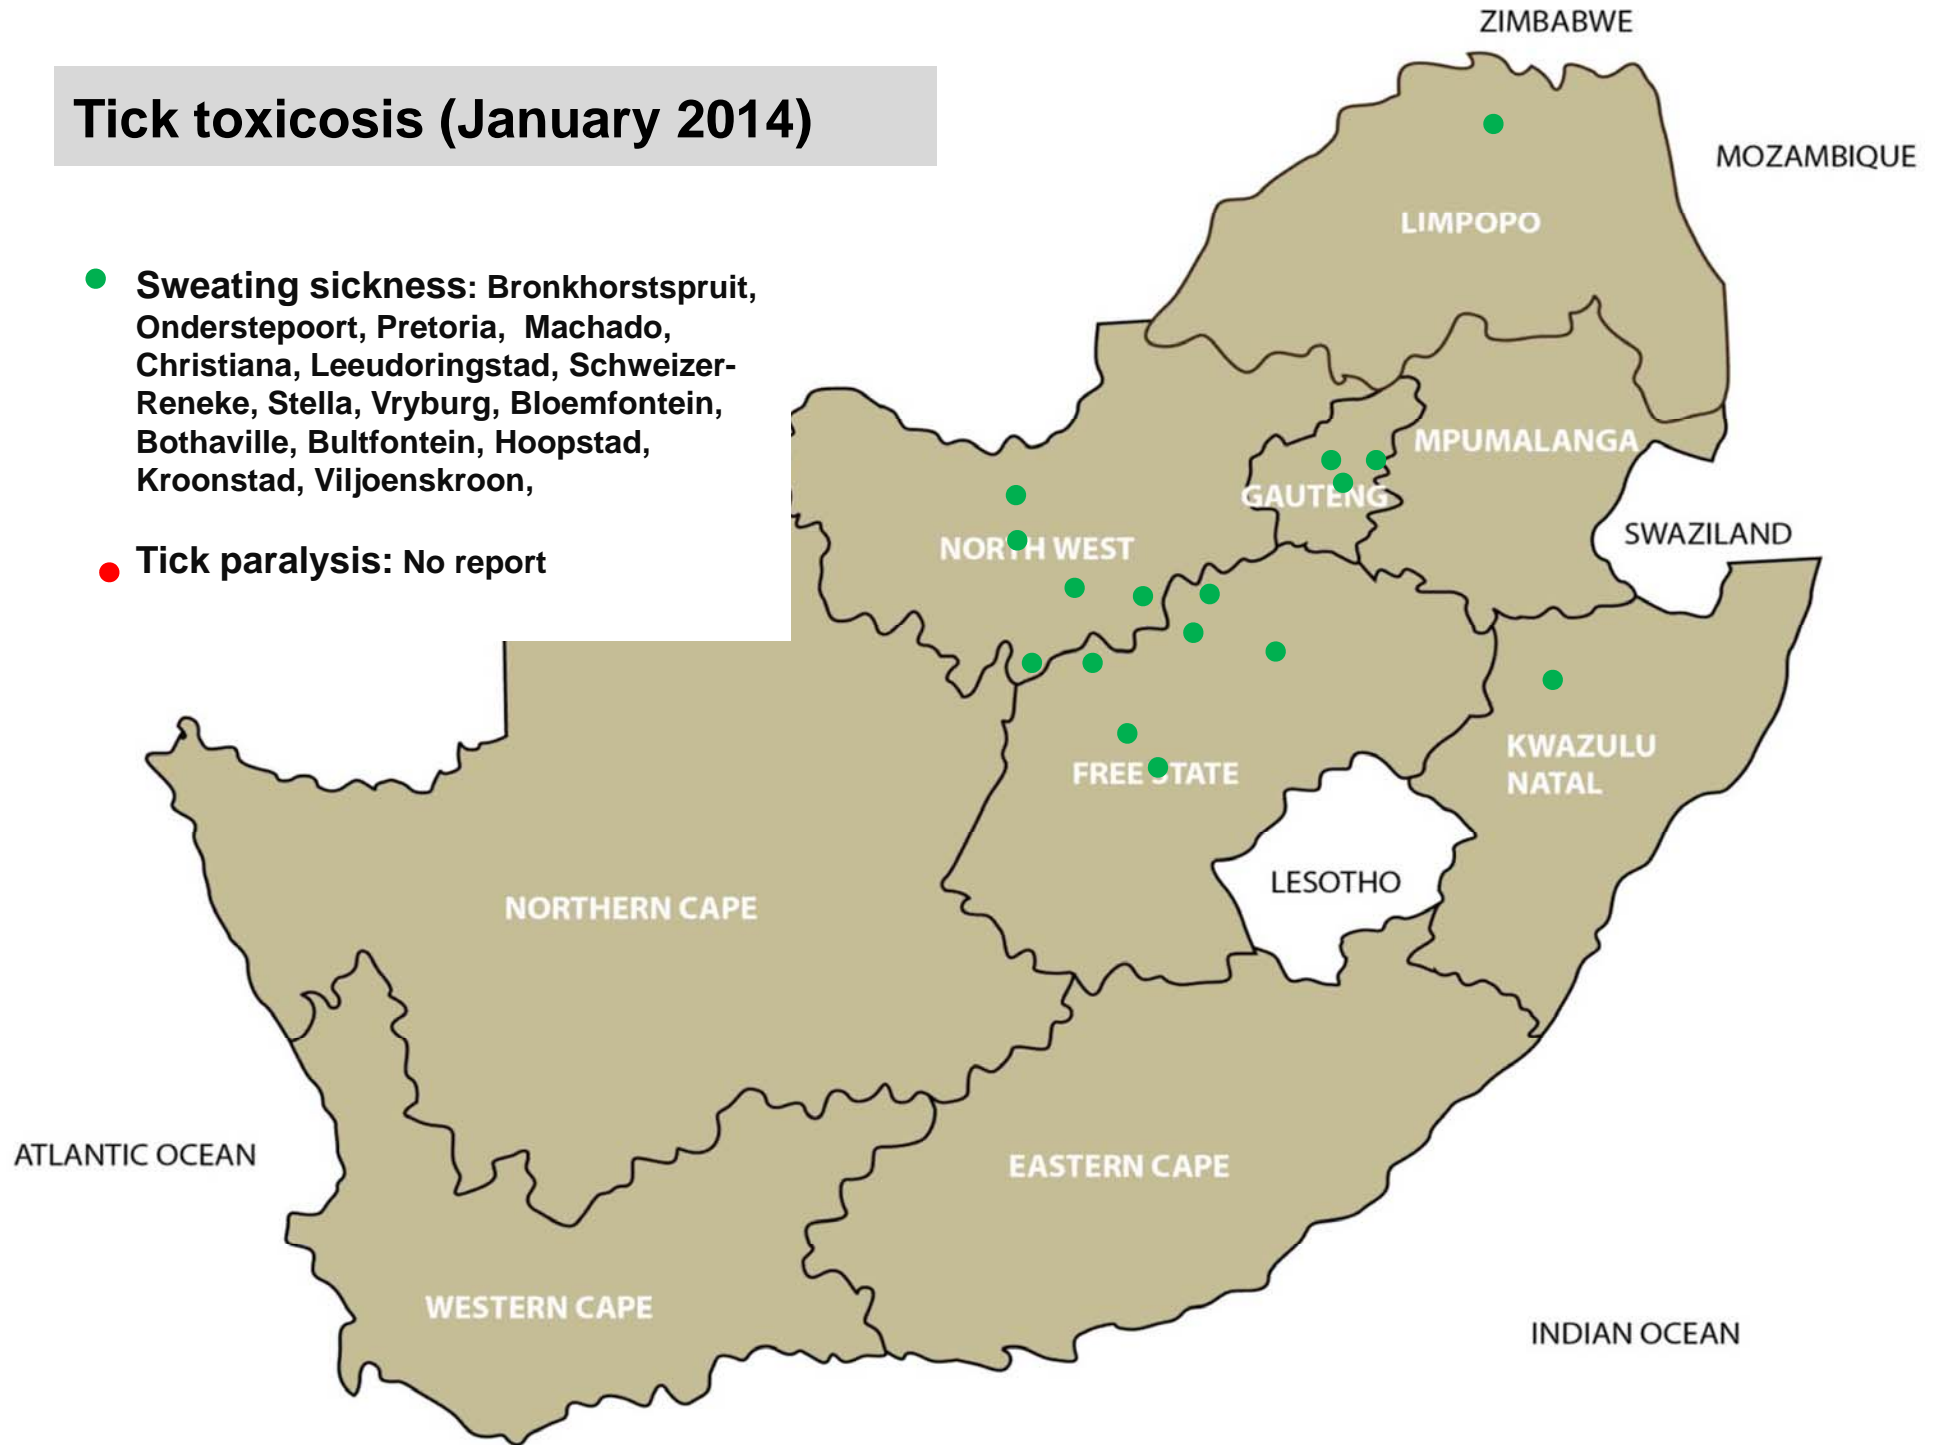 ZIMBABWE
Tick toxicosis (January 2014)
MOZAMBIQUE
LIMPOPO
Sweating sickness: Bronkhorstspruit,
Onderstepoort, Pretoria, Machado,
Christiana, Leeudoringstad, Schweizer-
Reneke, Stella, Vryburg, Bloemfontein,
Bothaville, Bultfontein, Hoopstad,
Kroonstad, Viljoenskroon,
Tick paralysis: No report
MPUMALANGA
GAUTENG
SWAZILAND
NORTH WEST
KWAZULU
NATAL
FREE STATE
LESOTHO
NORTHERN CAPE
ATLANTIC OCEAN
EASTERN CAPE
WESTERN CAPE
INDIAN OCEAN